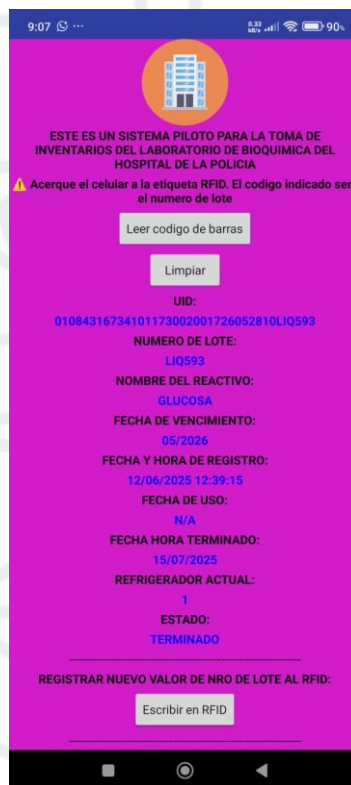 9:07
0.33
kB/s
90%
ESTE ES UN SISTEMA PILOTO PARA LA TOMA DE
INVENTARIOS DEL LABORATORIO DE BIOQUIMICA DEL
HOSPITAL DE LA POLICIA
Acerque el celular a la etiqueta RFID. El codigo indicado ser
el numero de lote
Leer codigo de barras
Limpiar
UID:
0108431673410117300200172605281​0LIQ593
NUMERO DE LOTE:
LIQ593
NOMBRE DEL REACTIVO:
GLUCOSA
FECHA DE VENCIMIENTO:
05/2026
FECHA Y HORA DE REGISTRO:
12/06/2025 12:39:15
FECHA DE USO:
N/A
FECHA HORA TERMINADO:
15/07/2025
REFRIGERADOR ACTUAL:
1
ESTADO:
TERMINADO
REGISTRAR NUEVO VALOR DE NRO DE LOTE AL RFID:
Escribir en RFID